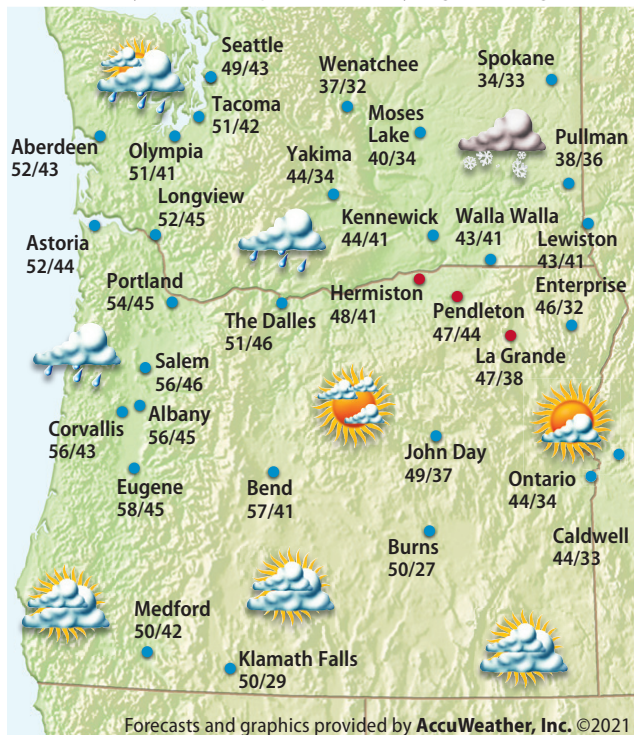 Seattle
49/43
Wenatchee
37/32
Spokane
34/33
Tacoma
51/42
Moses
Lake
40/34
Pullman
38/36
Aberdeen
52/43
Olympia
51/41
Yakima
44/34
Longview
52/45
Kennewick
44/41
Walla Walla
43/41
Lewiston
43/41
Astoria
52/44
Portland
54/45
The Dalles
51/46
Hermiston
48/41
Pendleton
47/44
Enterprise
46/32
La Grande
47/38
Salem
56/46
Albany
56/45
Corvallis
56/43
John Day
49/37
Ontario
44/34
Eugene
58/45
Bend
57/41
Burns
50/27
Caldwell
44/33
Medford
50/42
Klamath Falls
50/29
Forecasts and graphics provided by AccuWeather, Inc. ©2021